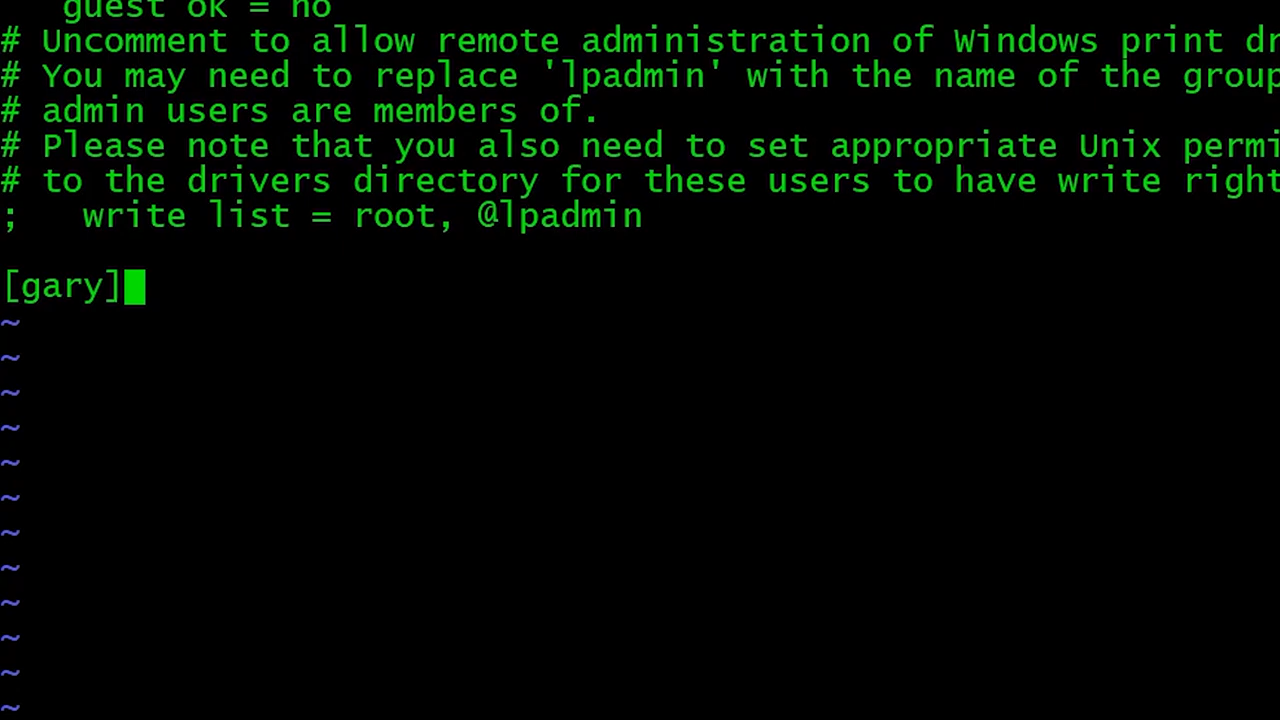 guest ok = no
# Uncomment to allow remote administration of Windows print dr
# You may need to replace 'lpadmin' with the name of the group
# admin users are members of.
# Please note that you also need to set appropriate Unix permi
# to the drivers directory for these users to have write right
;   write list = root, @lpadmin
[gary]
~
~
~
~
~
~
~
~
~
~
~
~